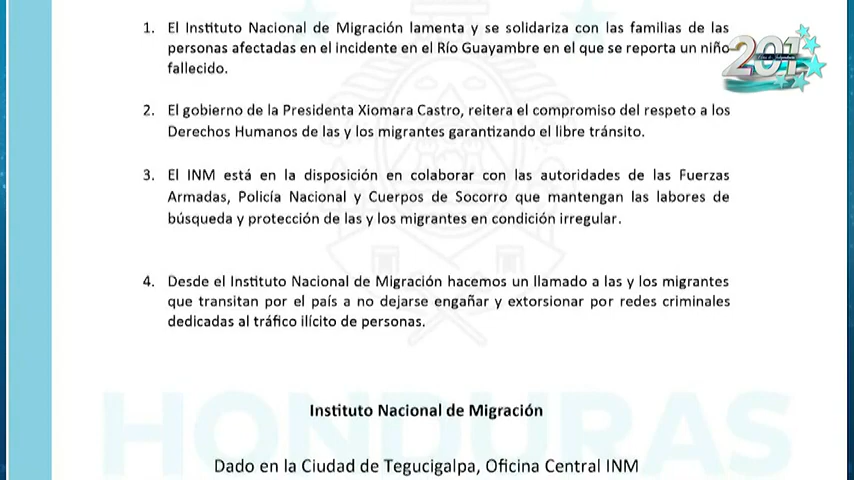 1. El Instituto Nacional de Migración lamenta y se solidariza con las familias de las
personas afectadas en el incidente en el Río Guayambre en el que se reporta un niño
fallecido.
201
2. El gobierno de la Presidenta Xiomara Castro, reitera el compromiso del respeto a los
Derechos Humanos de las y los migrantes garantizando el libre tránsito.
3. El INM está en la disposición en colaborar con las autoridades de las Fuerzas
Armadas, Policía Nacional y Cuerpos de Socorro que mantengan las labores de
búsqueda y protección de las y los migrantes en condición irregular.
4. Desde el Instituto Nacional de Migración hacemos un llamado a las y los migrantes
que transitan por el país a no dejarse engañar y extorsionar por redes criminales
dedicadas al tráfico ilícito de personas.
HONDURAS
Instituto Nacional de Migración
Dado en la Ciudad de Tegucigalpa, Oficina Central INM